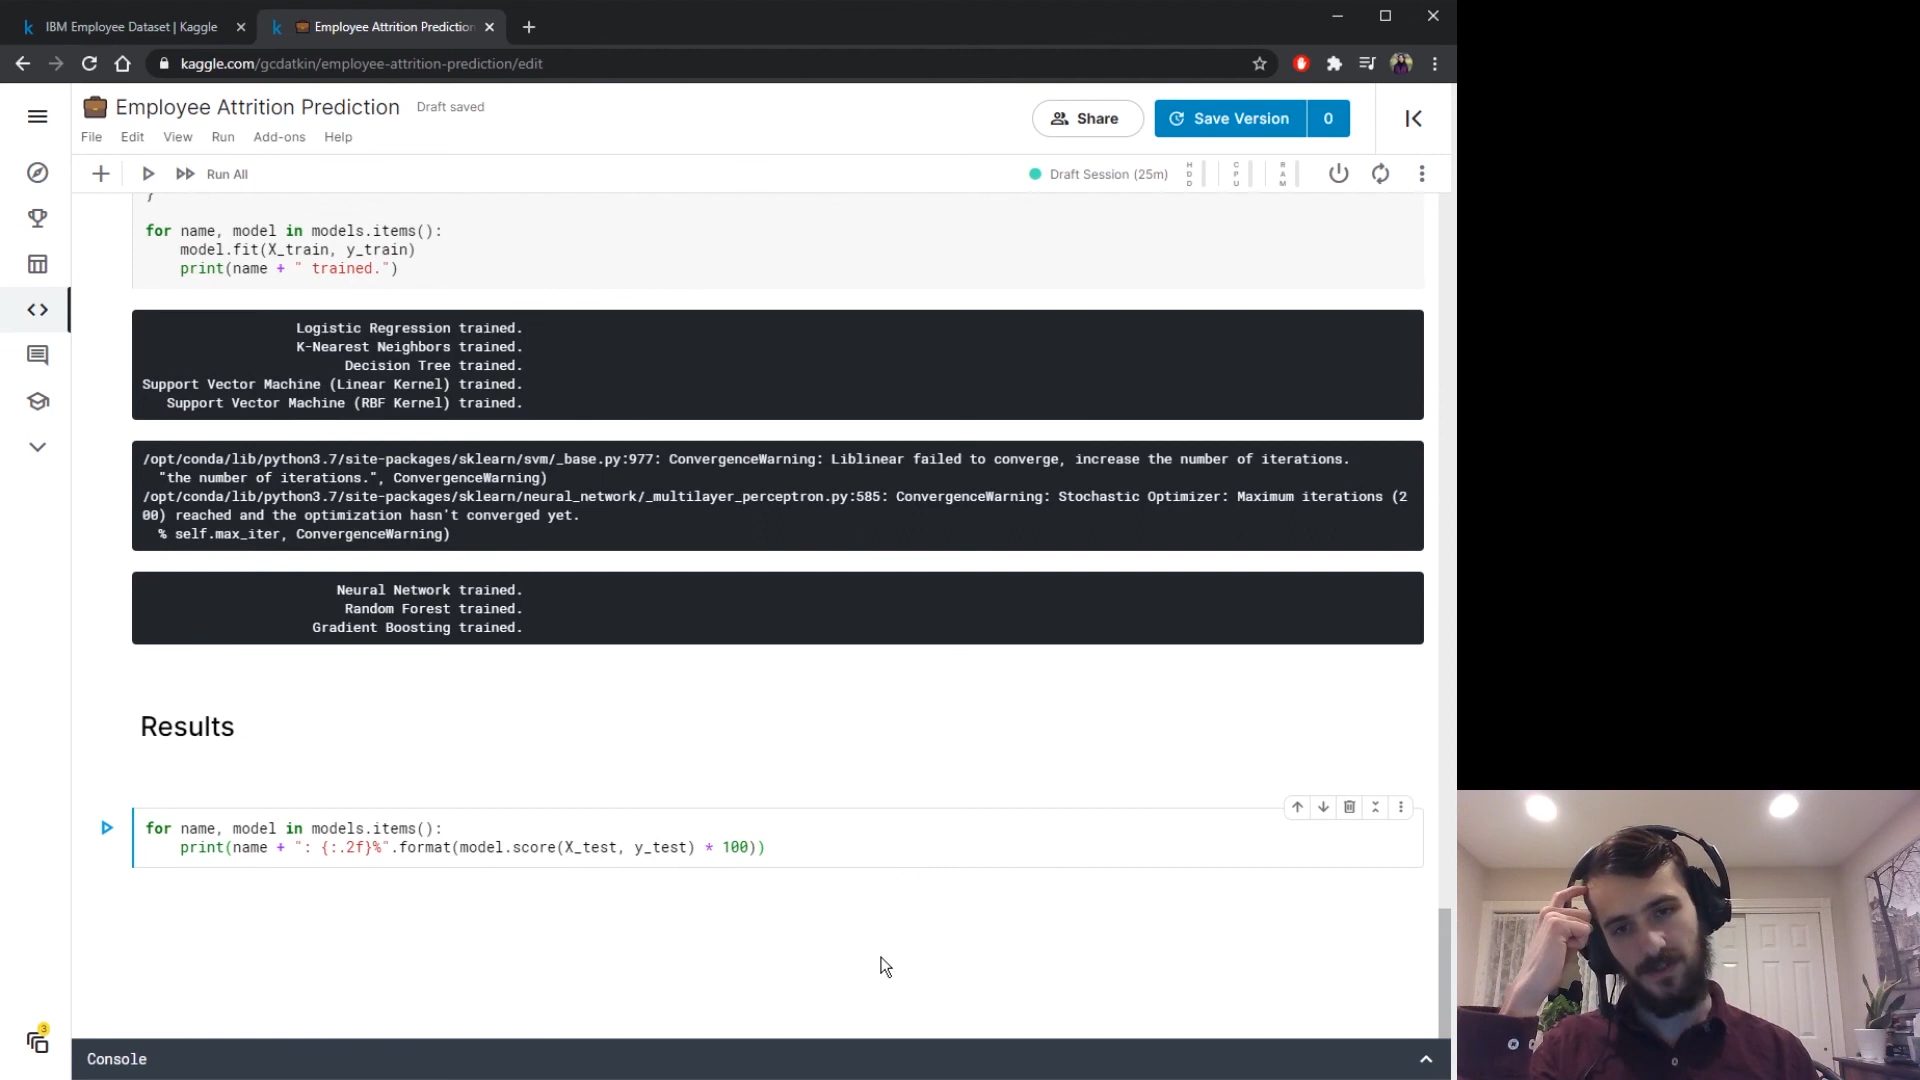 IBM Employee Dataset | Kaggle
Employee Attrition Prediction
kaggle.com/gcdatkin/employee-attrition-prediction/edit
Employee Attrition Prediction Draft saved
Share
Save Version 0
File Edit View Run Add-ons Help
Run All
Draft Session (25m)
HDD
CPU
RAM
}
for name, model in models.items():
model.fit(X_train, y_train)
print(name + " trained.")
Logistic Regression trained.
K-Nearest Neighbors trained.
Decision Tree trained.
Support Vector Machine (Linear Kernel) trained.
Support Vector Machine (RBF Kernel) trained.
/opt/conda/lib/python3.7/site-packages/sklearn/svm/_base.py:977: ConvergenceWarning: Liblinear failed to converge, increase the number of iterations.
"the number of iterations.", ConvergenceWarning)
/opt/conda/lib/python3.7/site-packages/sklearn/neural_network/_multilayer_perceptron.py:585: ConvergenceWarning: Stochastic Optimizer: Maximum iterations (2
00) reached and the optimization hasn't converged yet.
% self.max_iter, ConvergenceWarning)
Neural Network trained.
Random Forest trained.
Gradient Boosting trained.
Results
for name, model in models.items():
print(name + ": {:.2f}%".format(model.score(X_test, y_test) * 100))
3
Console